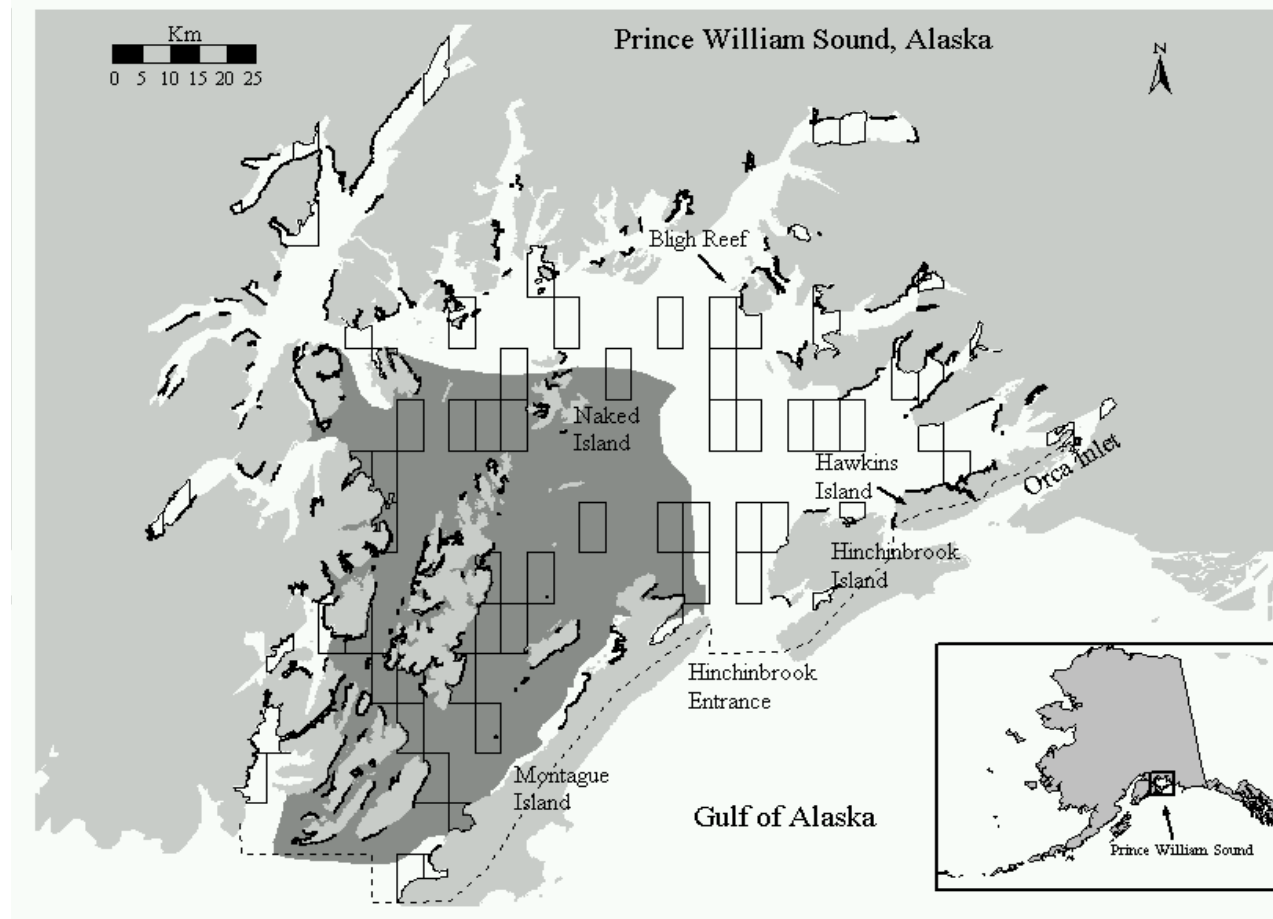 Prince William Sound, Alaska
Km
0 5 10 15 20 25
N
Bligh Reef
Naked
Island
Hawkins
Island
Orca Inlet
Hinchinbrook
Island
Hinchinbrook
Entrance
Montague
Island
Gulf of Alaska
Prince William Sound